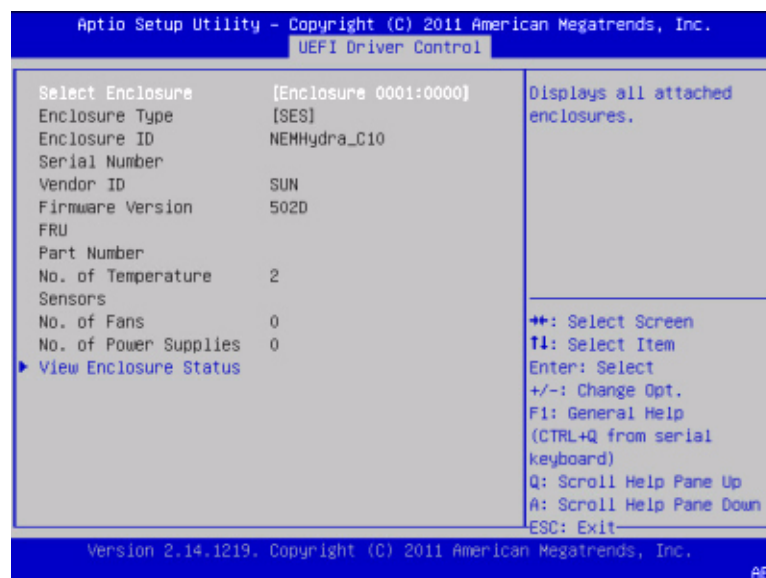 Aptio Setup Utility – Copyright (C) 2011 American Megatrends, Inc.
UEFI Driver Control
Select Enclosure [Enclosure 0001:0000]
Enclosure Type [SES]
Enclosure ID NEMHydra_C10
Serial Number
Vendor ID SUN
Firmware Version 502D
FRU
Part Number
No. of Temperature 2
Sensors
No. of Fans 0
No. of Power Supplies 0
View Enclosure Status
Displays all attached
enclosures.
→←: Select Screen
↑↓: Select Item
Enter: Select
+/-: Change Opt.
F1: General Help
(CTRL+Q from serial
keyboard)
Q: Scroll Help Pane Up
A: Scroll Help Pane Down
ESC: Exit
Version 2.14.1219. Copyright (C) 2011 American Megatrends, Inc.